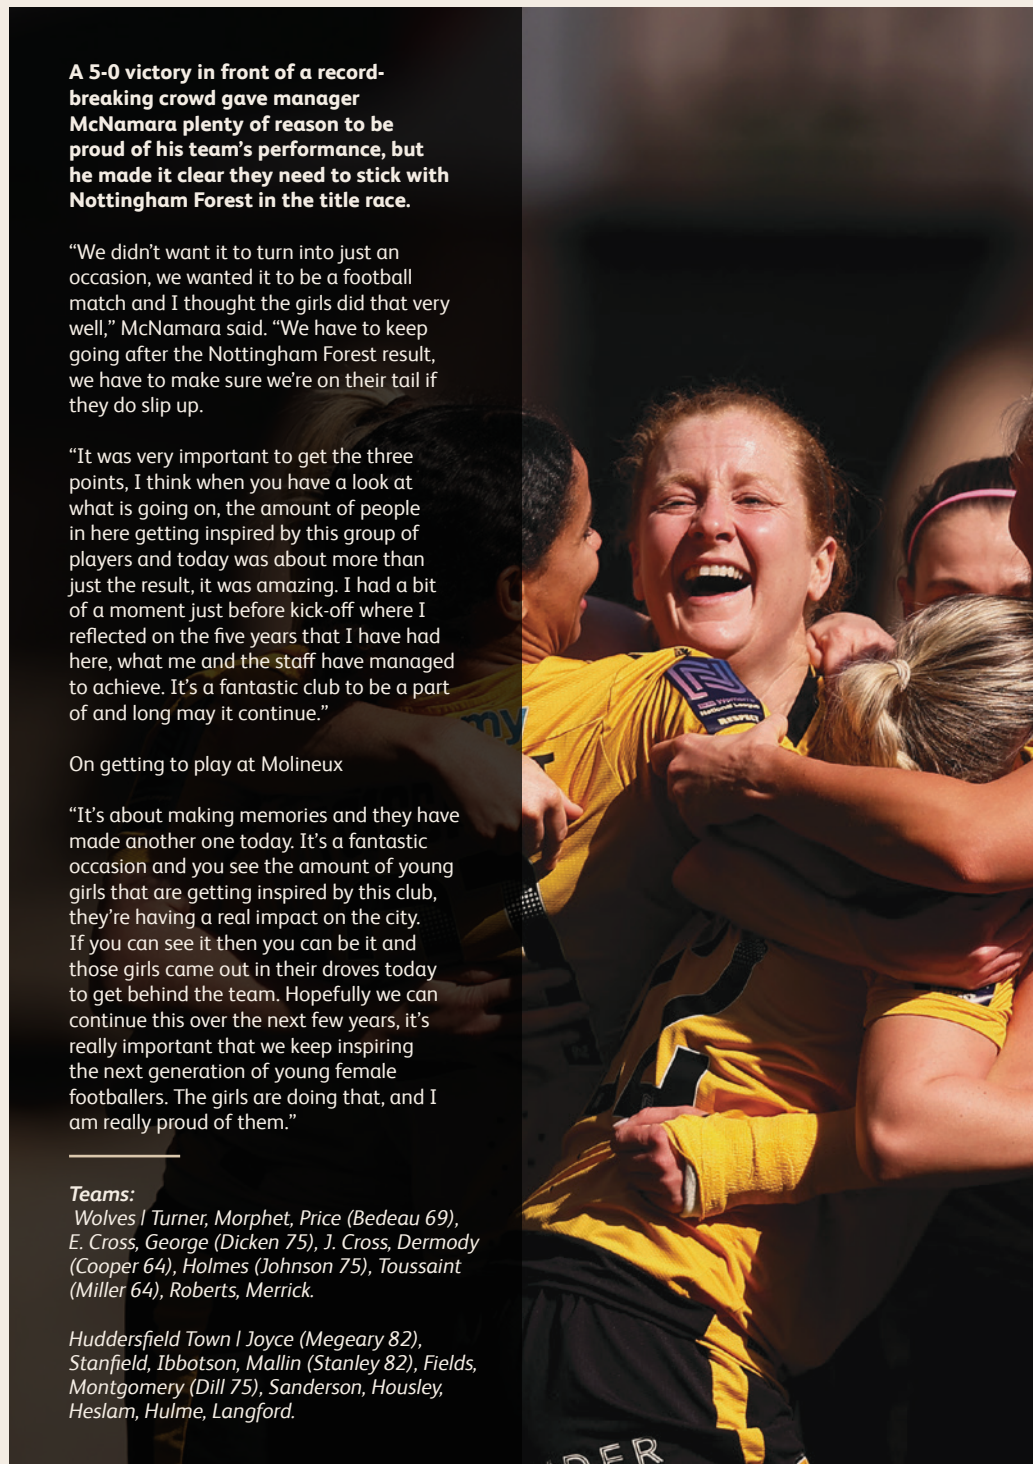 A 5-0 victory in front of a record-
breaking crowd gave manager
McNamara plenty of reason to be
proud of his team’s performance, but
he made it clear they need to stick with
Nottingham Forest in the title race.
“We didn’t want it to turn into just an
occasion, we wanted it to be a football
match and I thought the girls did that very
well,” McNamara said. “We have to keep
going after the Nottingham Forest result,
we have to make sure we’re on their tail if
they do slip up.
“It was very important to get the three
points, I think when you have a look at
what is going on, the amount of people
in here getting inspired by this group of
players and today was about more than
just the result, it was amazing. I had a bit
of a moment just before kick-off where I
reflected on the five years that I have had
here, what me and the staff have managed
to achieve. It’s a fantastic club to be a part
of and long may it continue.”
On getting to play at Molineux
“It’s about making memories and they have
made another one today. It’s a fantastic
occasion and you see the amount of young
girls that are getting inspired by this club,
they’re having a real impact on the city.
If you can see it then you can be it and
those girls came out in their droves today
to get behind the team. Hopefully we can
continue this over the next few years, it’s
really important that we keep inspiring
the next generation of young female
footballers. The girls are doing that, and I
am really proud of them.”
Teams:
Wolves | Turner, Morphet, Price (Bedeau 69),
E. Cross, George (Dicken 75), J. Cross, Dermody
(Cooper 64), Holmes (Johnson 75), Toussaint
(Miller 64), Roberts, Merrick.
Huddersfield Town | Joyce (Megeary 82),
Stanfield, Ibbotson, Mallin (Stanley 82), Fields,
Montgomery (Dill 75), Sanderson, Housley,
Heslam, Hulme, Langford.
my
National League
RESPECT